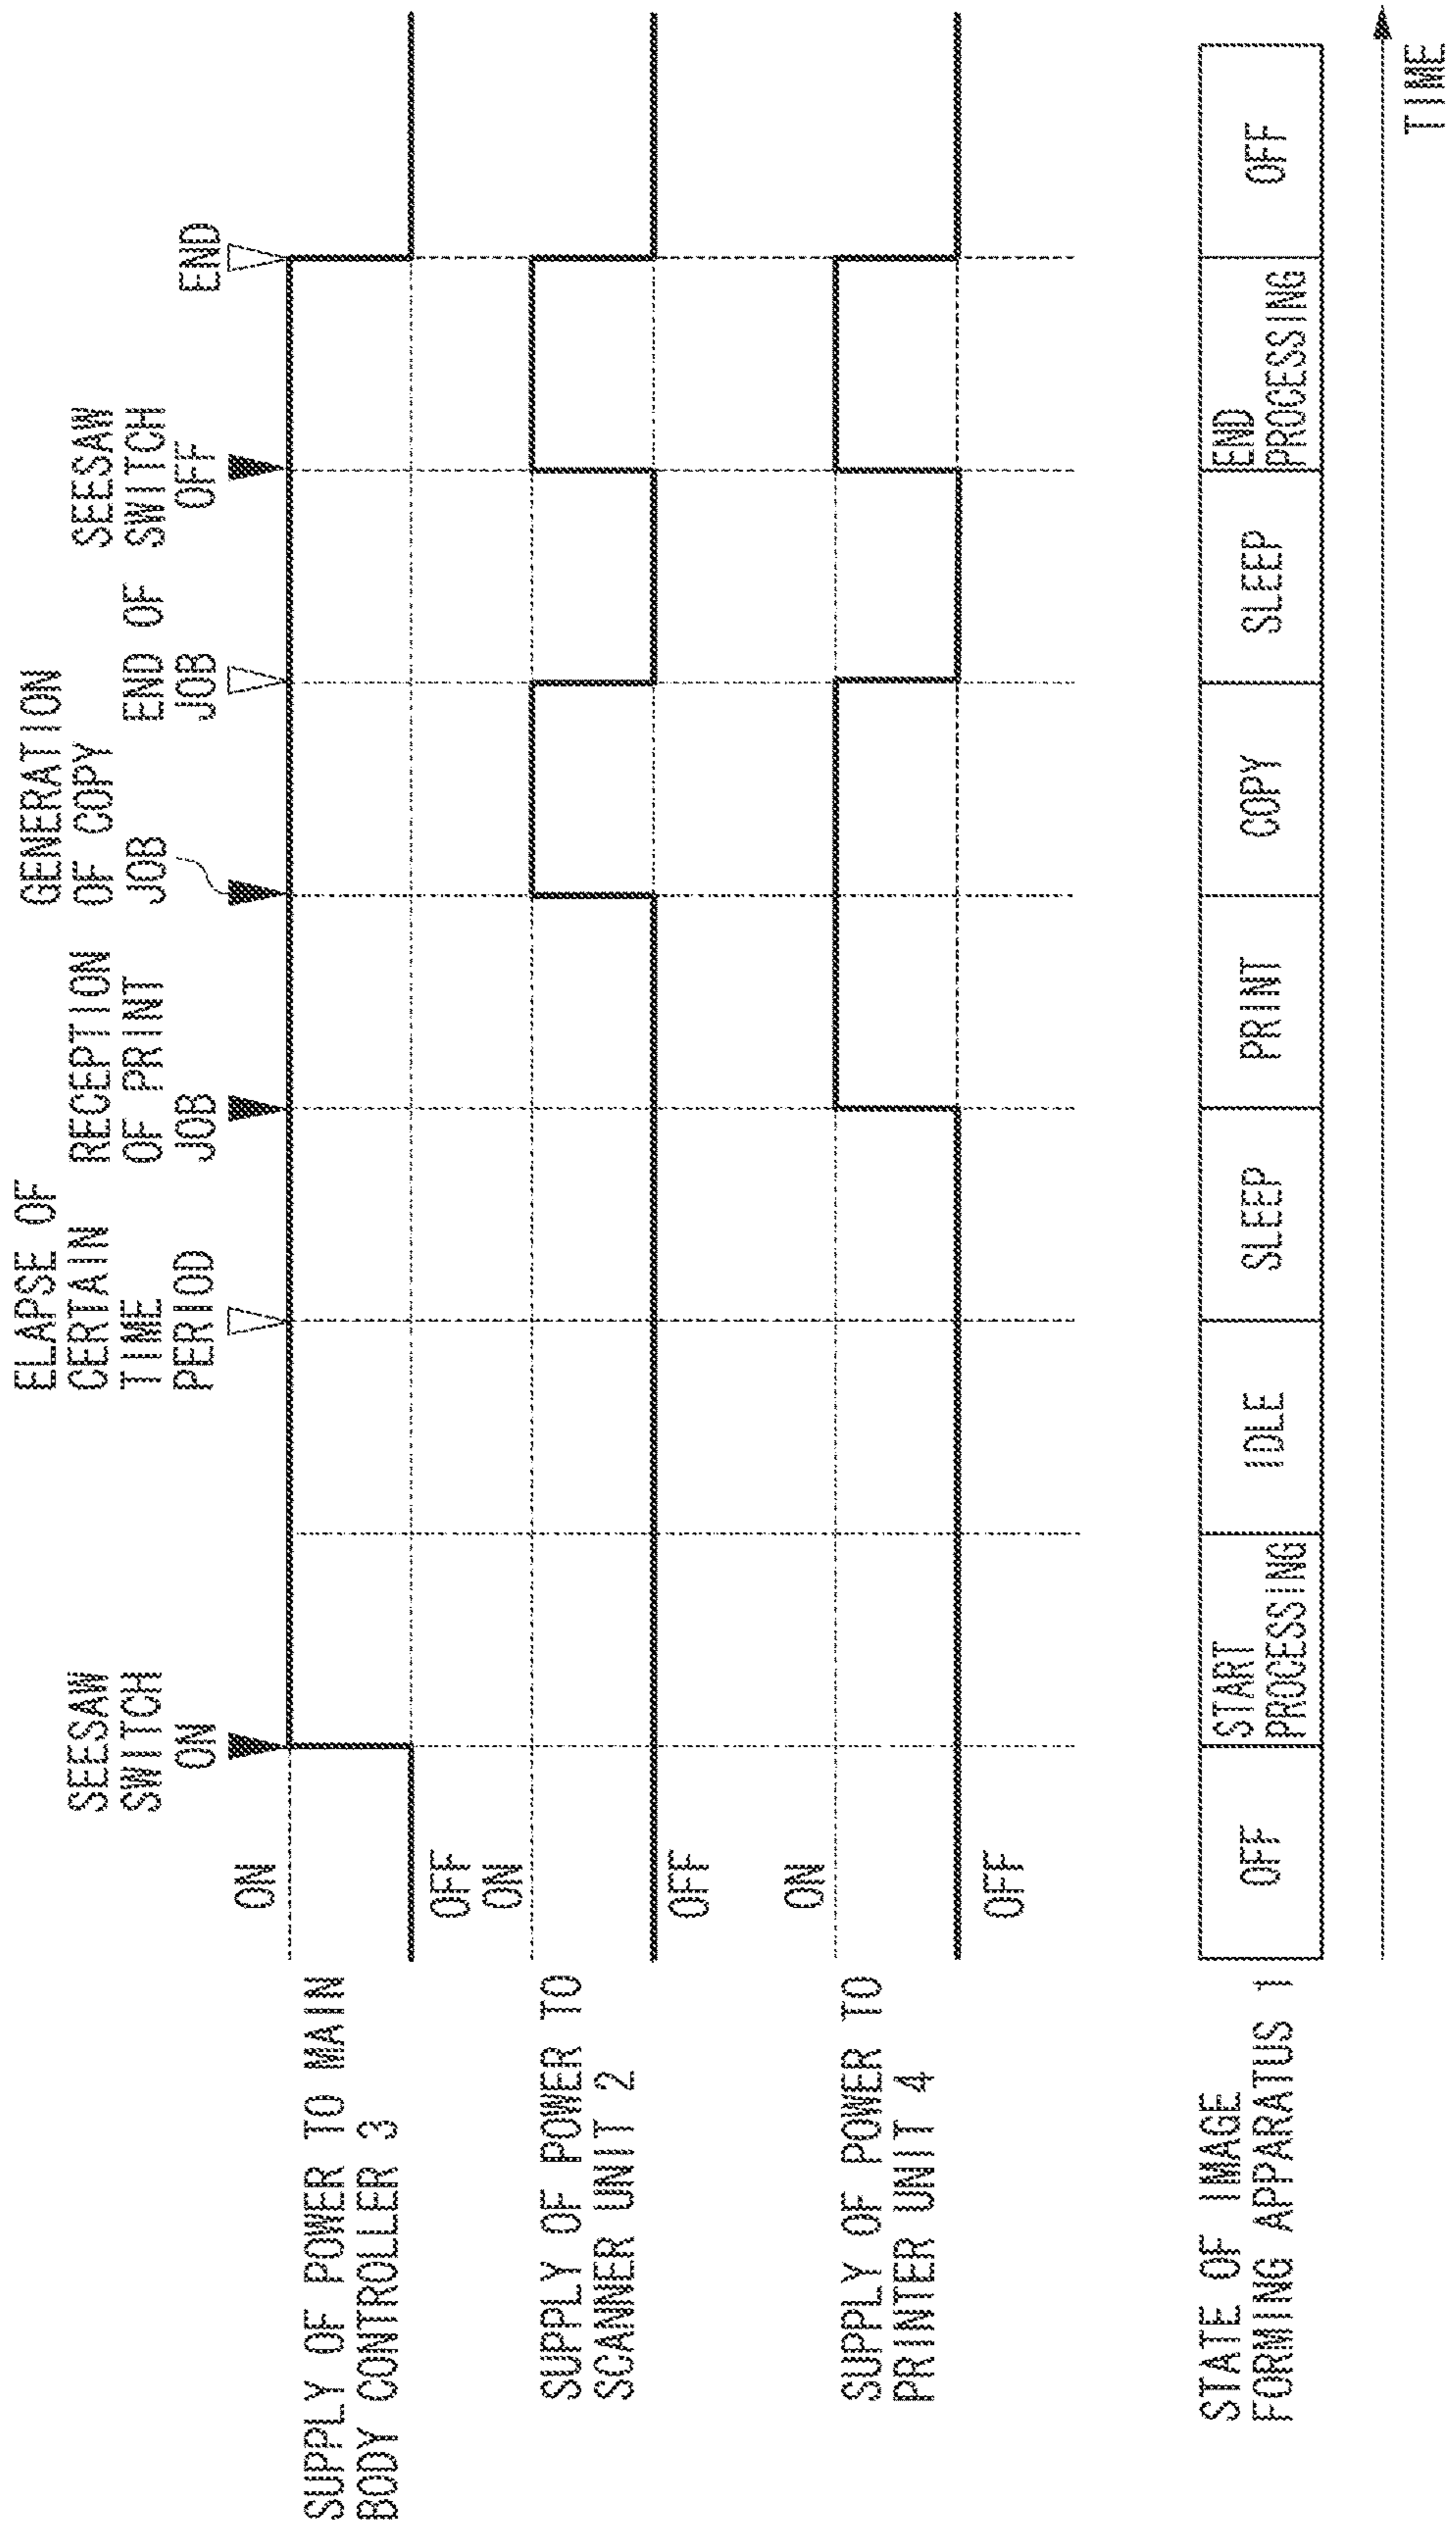 SEESAW
SWITCH
ON
ELAPSE OF
CERTAIN
TIME
PERIOD
RECEPTION
OF PRINT
JOB
GENERATION
OF COPY
JOB
END OF
JOB
SEESAW
SWITCH
OFF
END
SUPPLY OF POWER TO MAIN
BODY CONTROLLER 3
ON
OFF
SUPPLY OF POWER TO
SCANNER UNIT 2
ON
OFF
SUPPLY OF POWER TO
PRINTER UNIT 4
ON
OFF
STATE OF IMAGE
FORMING APPARATUS 1
OFF
START
PROCESSING
IDLE
SLEEP
PRINT
COPY
SLEEP
END
PROCESSING
OFF
TIME